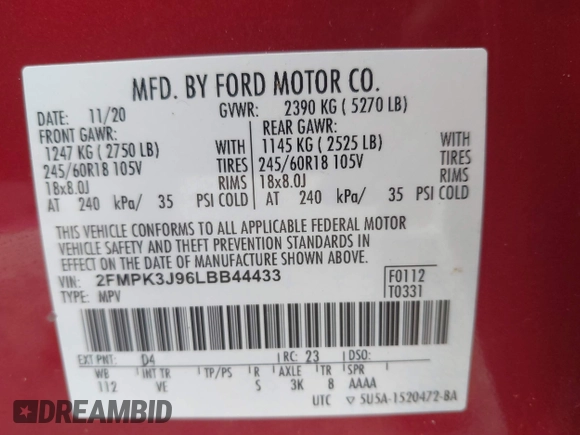 MFD. BY FORD MOTOR CO.
DATE: 11/20 GVWR: 2390 KG ( 5270 LB)
FRONT GAWR: REAR GAWR:
1247 KG ( 2750 LB) WITH 1145 KG ( 2525 LB) WITH
245/60R18 105V TIRES 245/60R18 105V TIRES
18x8.0J RIMS 18x8.0J RIMS
AT 240 kPa/ 35 PSI COLD AT 240 kPa/ 35 PSI COLD
THIS VEHICLE CONFORMS TO ALL APPLICABLE FEDERAL MOTOR
VEHICLE SAFETY AND THEFT PREVENTION STANDARDS IN
EFFECT ON THE DATE OF MANUFACTURE SHOWN ABOVE.
VIN: 2FMPK3J96LBB44433 F0112
TYPE: MPV T0331
EXT PNT: D4 RC: 23 DSO:
WB INT TR TP/PS R AXLE TR SPR
112 VE S 3K 8 AAAA
UTC ▽ 5USA-1520472-BA
DREAMBID